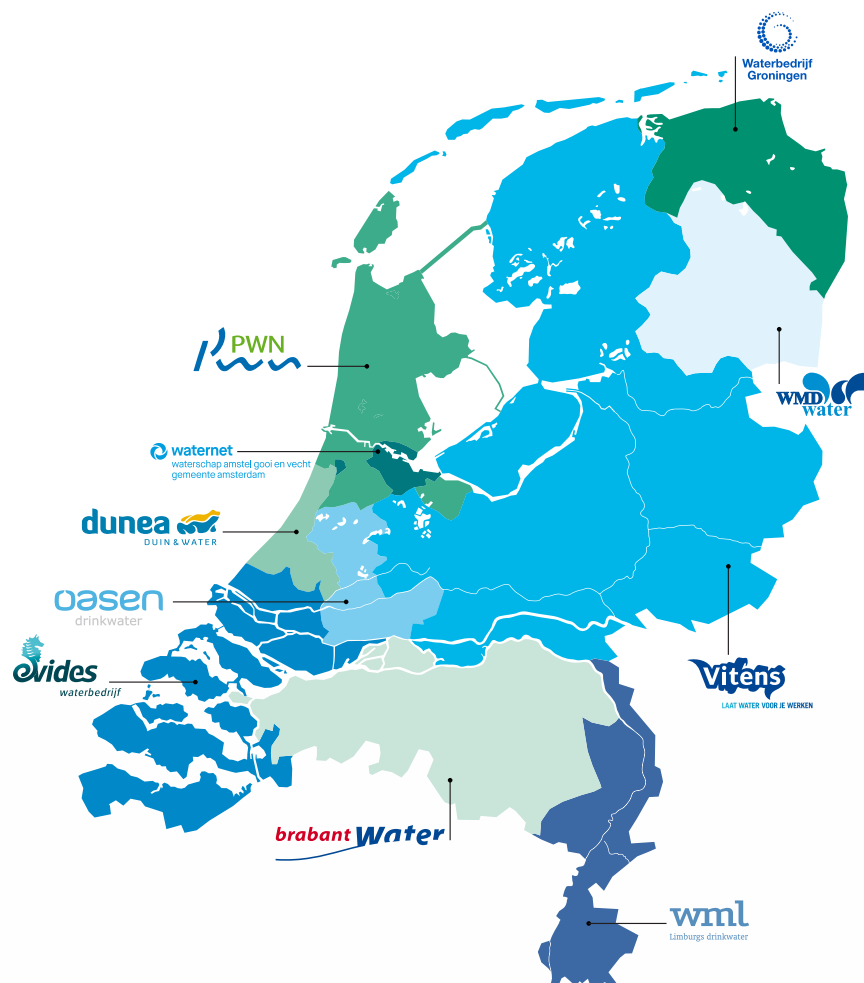 Waterbedrijf
Groningen
PWN
WMD
water
waternet
waterschap amstel gooi en vecht
gemeente amsterdam
dunea
DUIN & WATER
oasen
drinkwater
evides
waterbedrijf
Vitens
LAAT WATER VOOR JE WERKEN
brabant Water
wml
Limburgs drinkwater